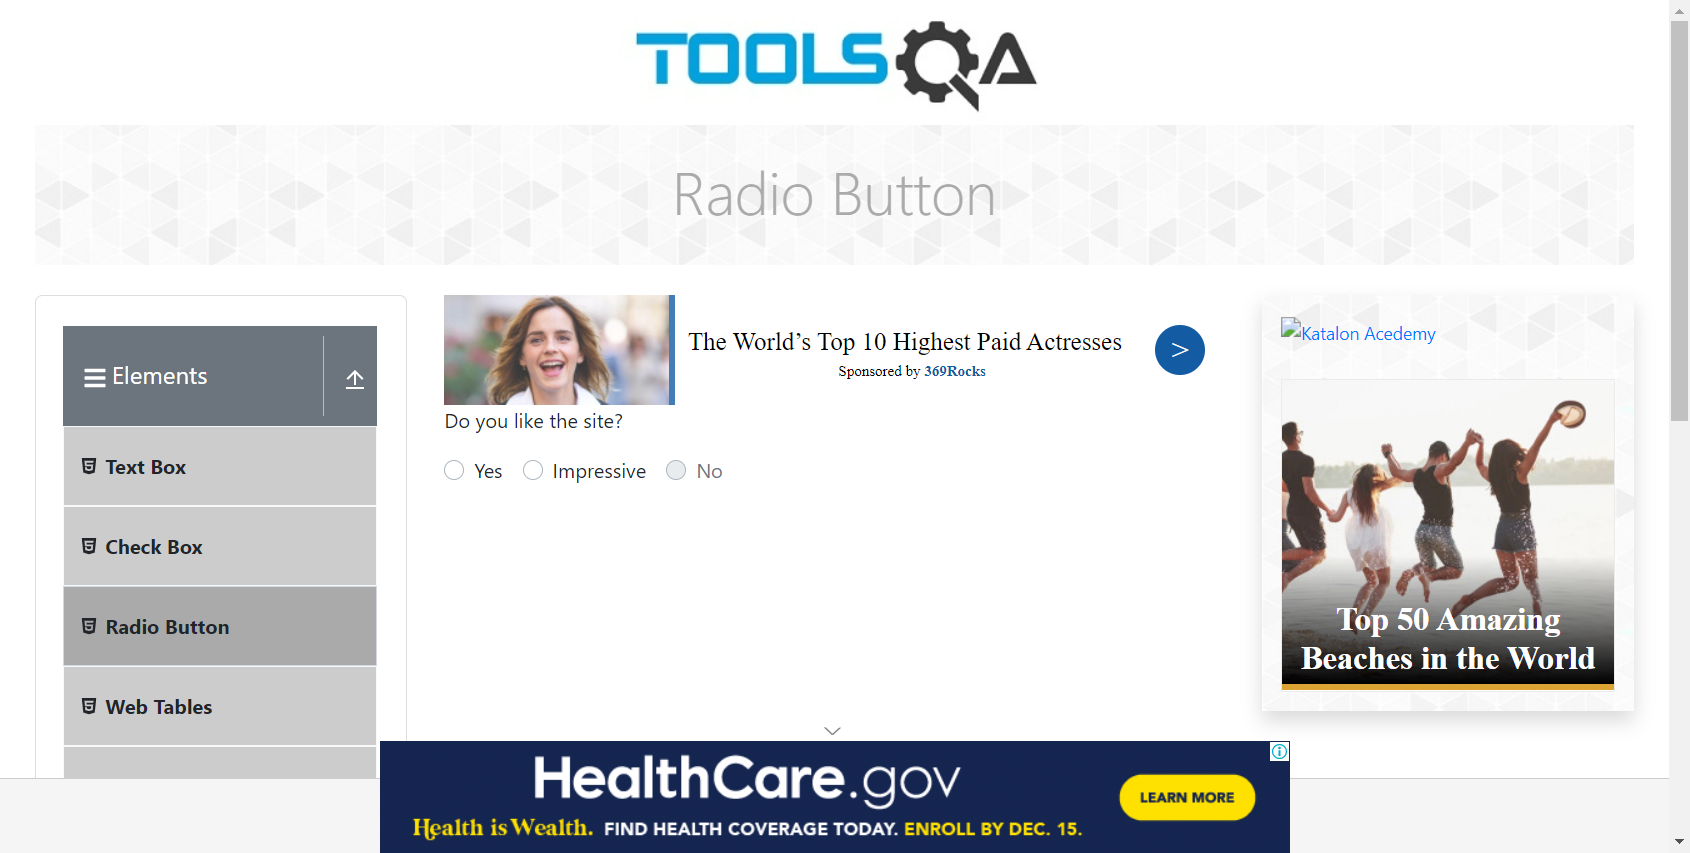 TOOLSQA
Radio Button
Elements
Text Box
Check Box
Radio Button
Web Tables
The World’s Top 10 Highest Paid Actresses
Sponsored by 369Rocks
>
Do you like the site?
Yes
Impressive
No
Katalon Acedemy
Top 50 Amazing
Beaches in the World
HealthCare.gov
Health is Wealth. FIND HEALTH COVERAGE TODAY. ENROLL BY DEC. 15.
LEARN MORE